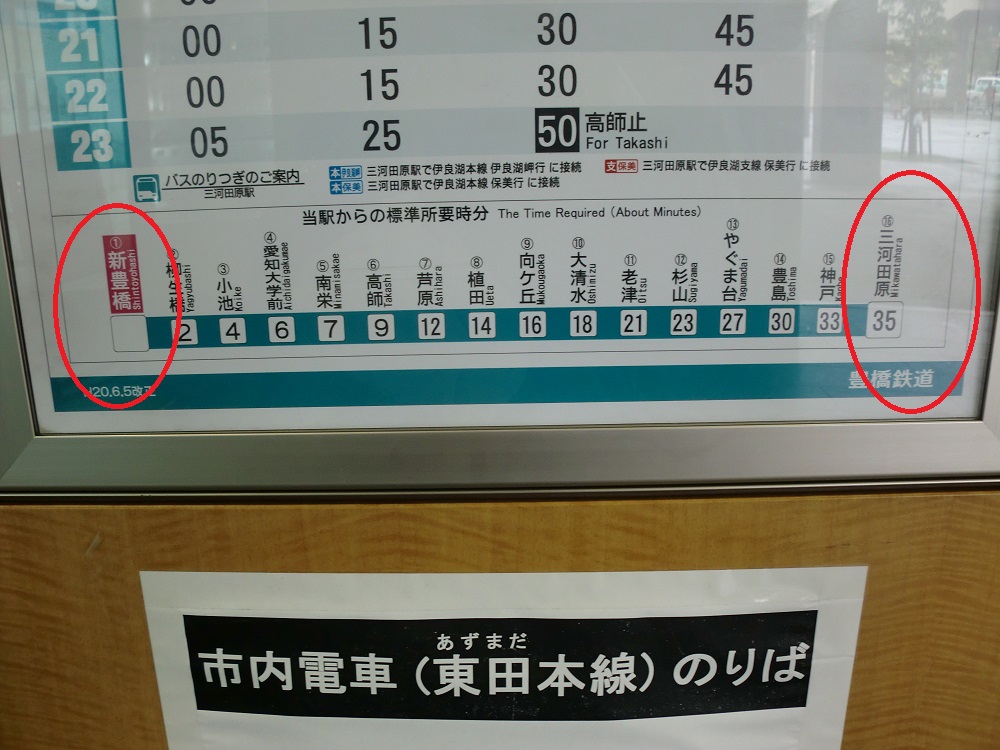 21 00 15 30 45
22 00 15 30 45
23 05 25 50 高師止 For Takashi
バスのりつぎのご案内
三河田原駅
三河田原駅で伊良湖本線 伊良湖岬行 に接続
本保美 三河田原駅で伊良湖本線 保美行 に接続
支保美 三河田原駅で伊良湖支線 保美行 に接続
当駅からの標準所要時分 The Time Required (About Minutes)
① 新豊橋 Shintoyohashi
② 柳生橋 Yagyubashi 2
③ 小池 Koike 4
④ 愛知大学前 Aichidaigakumae 6
⑤ 南栄 Minamisakae 7
⑥ 高師 Takashi 9
⑦ 芦原 Ashihara 12
⑧ 植田 Ueta 14
⑨ 向ケ丘 Mukougaoka 16
⑩ 大清水 Oshimizu 18
⑪ 老津 Oitsu 21
⑫ 杉山 Sugiyama 23
⑬ やぐま台 Yagumadai 27
⑭ 豊島 Toshima 30
⑮ 神戸 33
⑯ 三河田原 Mikawatahara 35
H20.6.5改正
豊橋鉄道
あずまだ
市内電車(東田本線)のりば